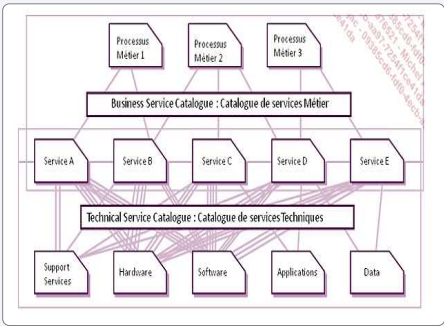 Processus
Métier 1
Processus
Métier 2
Processus
Métier 3
Business Service Catalogue : Catalogue de services Métier
Service A
Service B
Service C
Service D
Service E
Technical Service Catalogue : Catalogue de services Techniques
Support
Services
Hardware
Software
Applications
Data